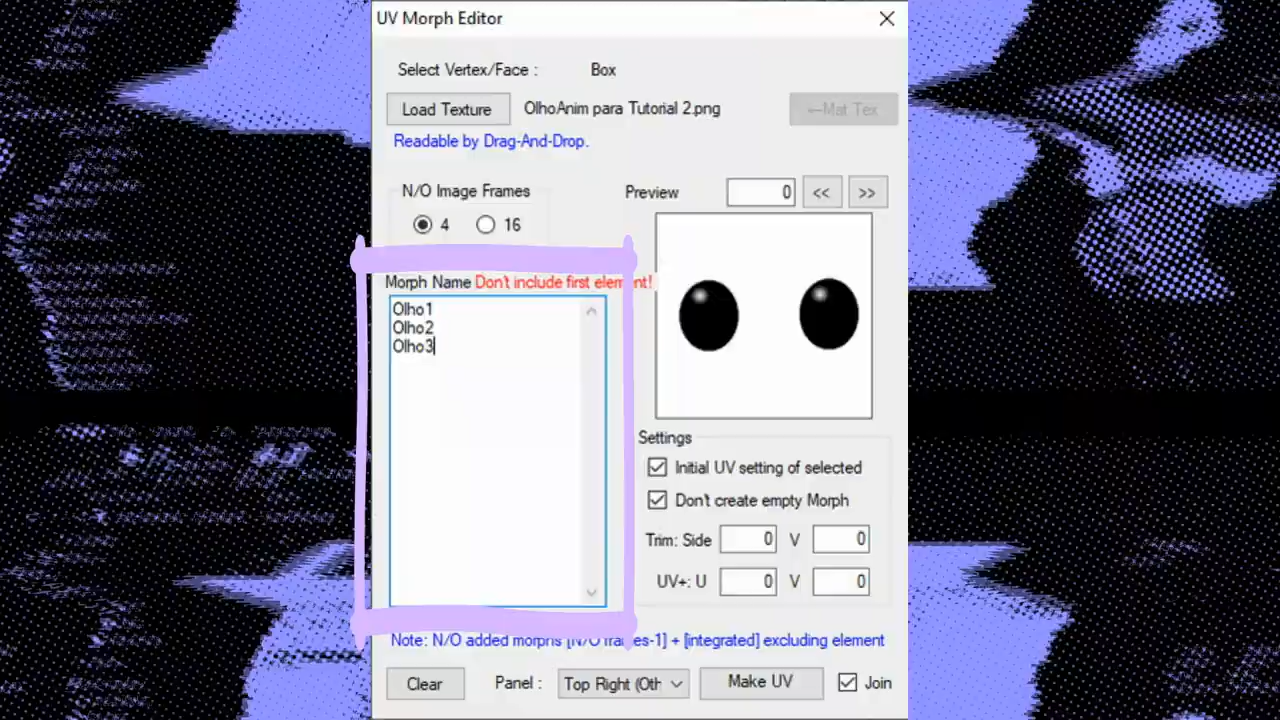 UV Morph Editor
Select Vertex/Face : Box
Load Texture OlhoAnim para Tutorial 2.png ←Mat Tex
Readable by Drag-And-Drop.
N/O Image Frames Preview 0 << >>
4 16
Morph Name Don't include first element!
Olho1
Olho2
Olho3
Settings
Initial UV setting of selected
Don't create empty Morph
Trim: Side 0 V 0
UV+: U 0 V 0
Note: N/O added morphs [N/O frames-1] + [integrated] excluding element
Clear Panel : Top Right (Oth Make UV Join